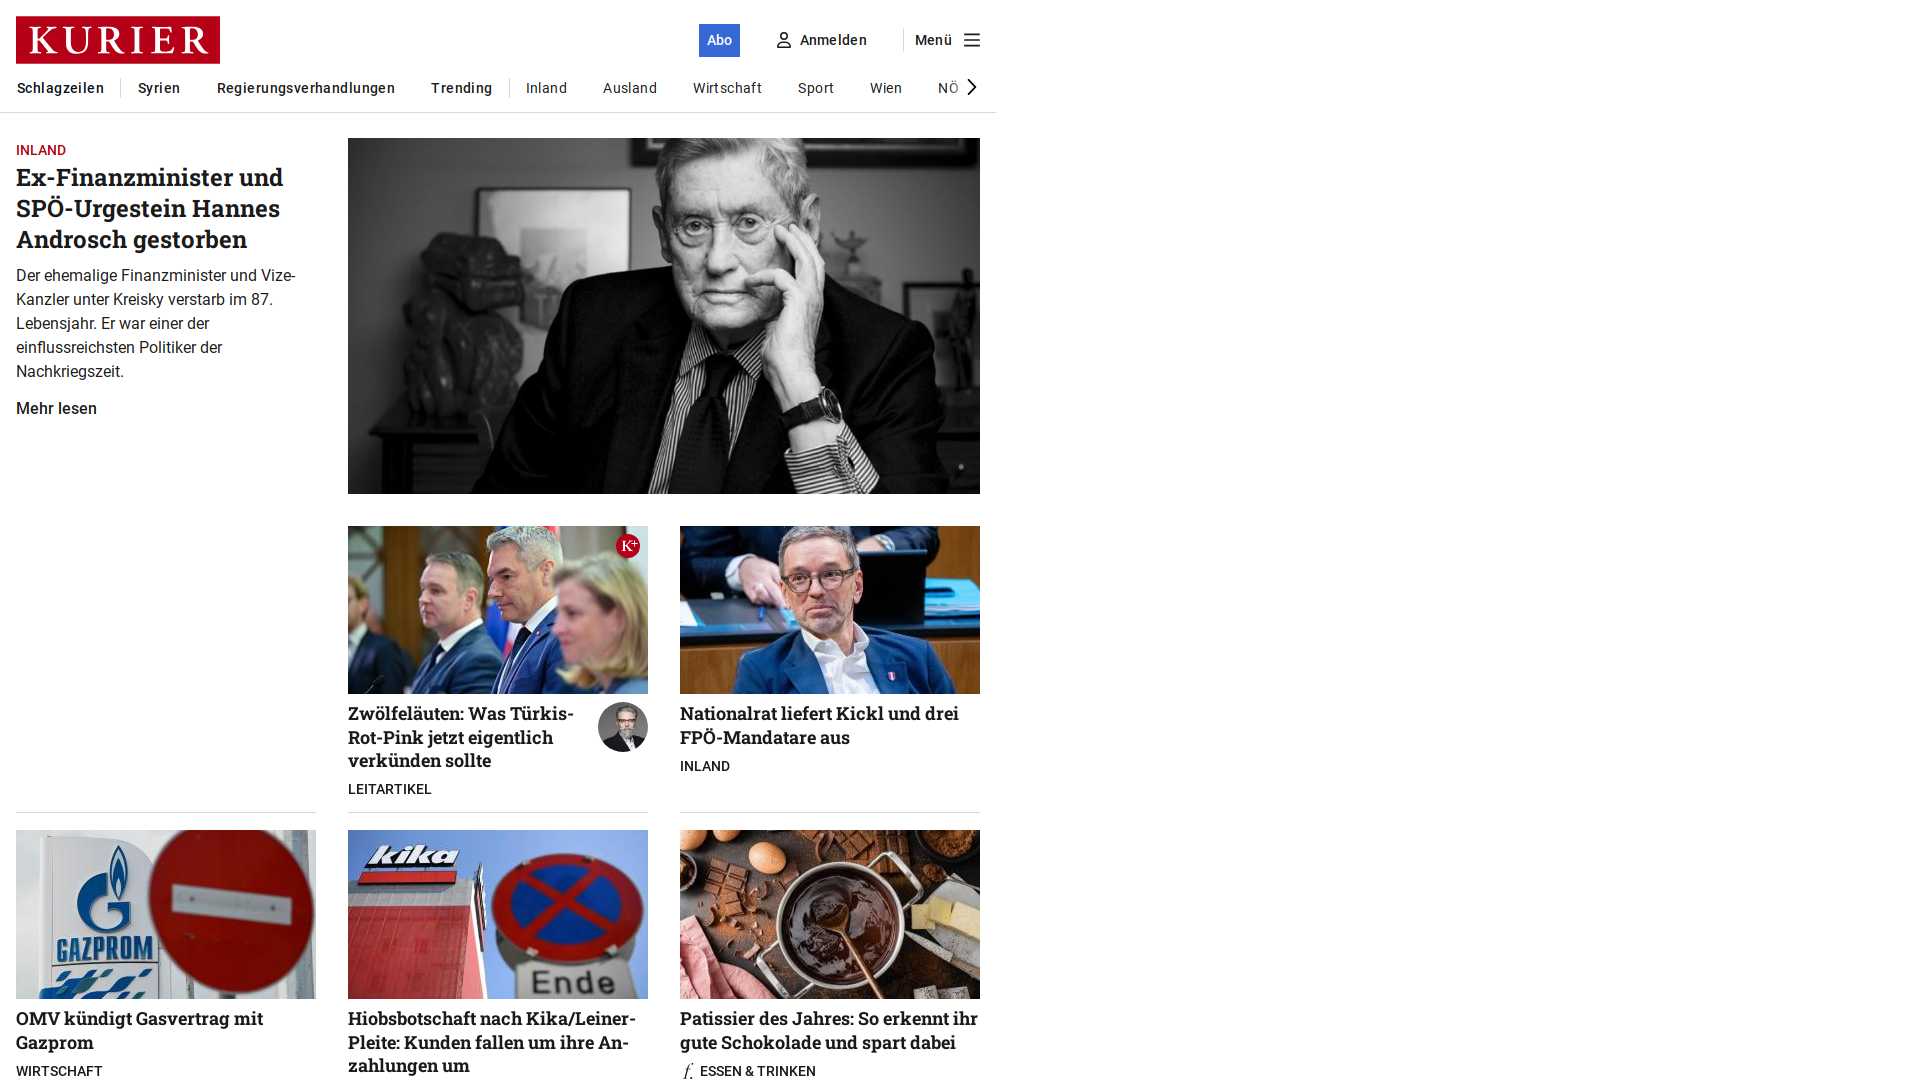 KURIER
Abo
Anmelden
Menü
Schlagzeilen
Syrien
Regierungsverhandlungen
Trending
Inland
Ausland
Wirtschaft
Sport
Wien
NÖ
INLAND
Ex-Finanzminister und
SPÖ-Urgestein Hannes
Androsch gestorben
Der ehemalige Finanzminister und Vize-
Kanzler unter Kreisky verstarb im 87.
Lebensjahr. Er war einer der
einflussreichsten Politiker der
Nachkriegszeit.
Mehr lesen
K+
Zwölfeläuten: Was Türkis-
Rot-Pink jetzt eigentlich
verkünden sollte
LEITARTIKEL
Nationalrat liefert Kickl und drei
FPÖ-Mandatare aus
INLAND
GAZPROM
OMV kündigt Gasvertrag mit
Gazprom
WIRTSCHAFT
kika
Ende
Hiobsbotschaft nach Kika/Leiner-
Pleite: Kunden fallen um ihre An-
zahlungen um
Patissier des Jahres: So erkennt ihr
gute Schokolade und spart dabei
f. ESSEN & TRINKEN